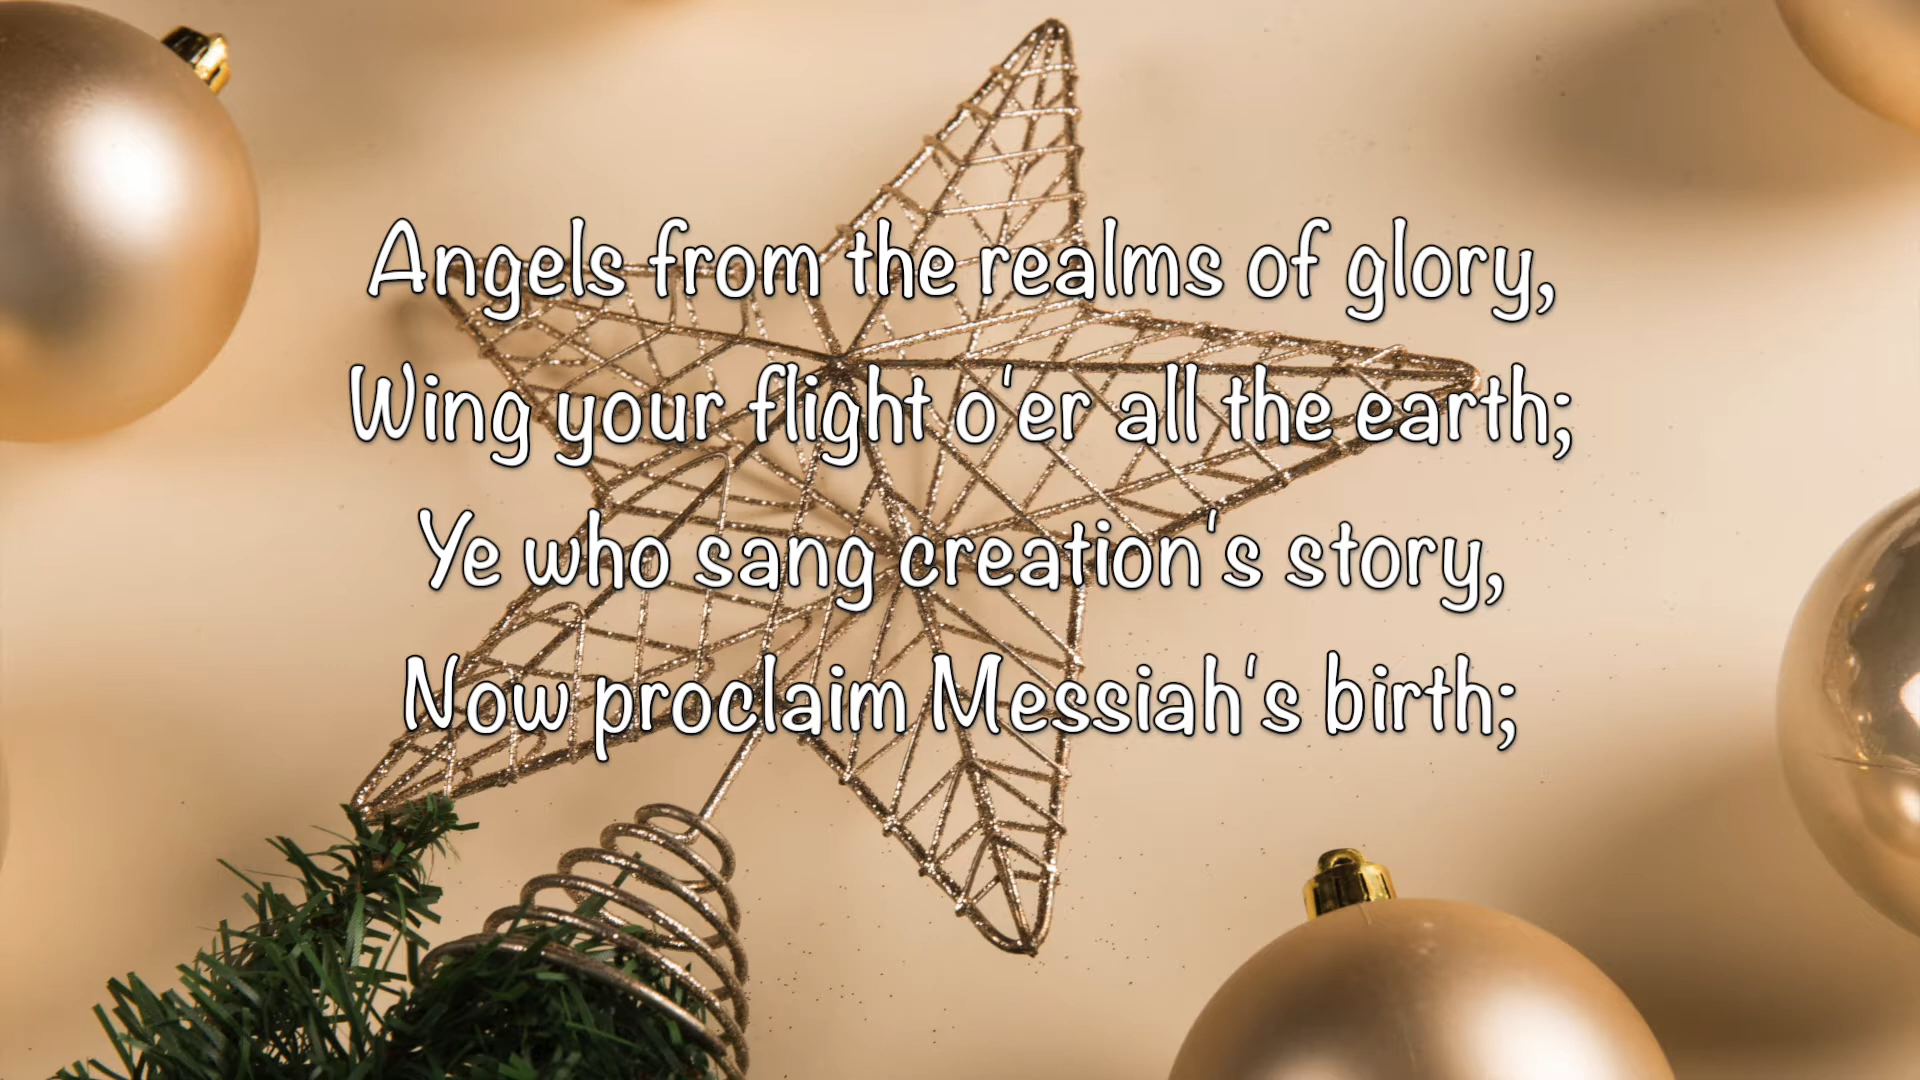 Angels from the realms of glory,
Wing your flight o'er all the earth;
Ye who sang creation's story,
Now proclaim Messiah's birth;